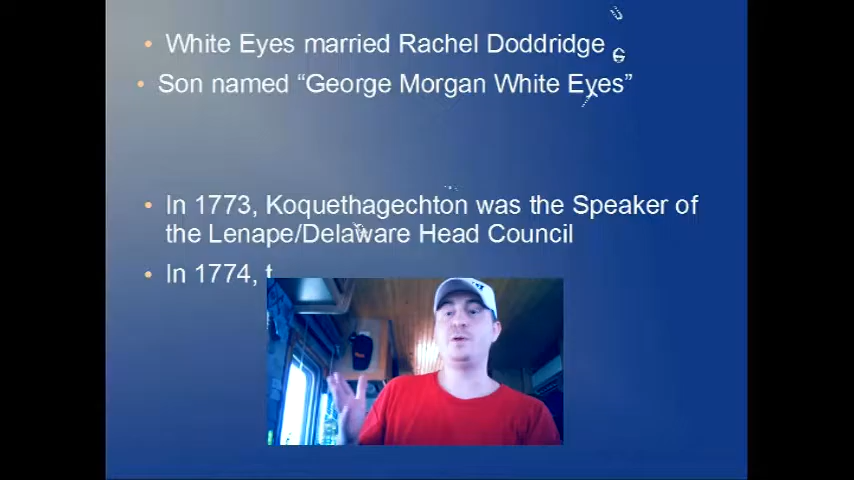 • White Eyes married Rachel Doddridge
• Son named “George Morgan White Eyes”
• In 1773, Koquethagechton was the Speaker of
the Lenape/Delaware Head Council
• In 1774, t